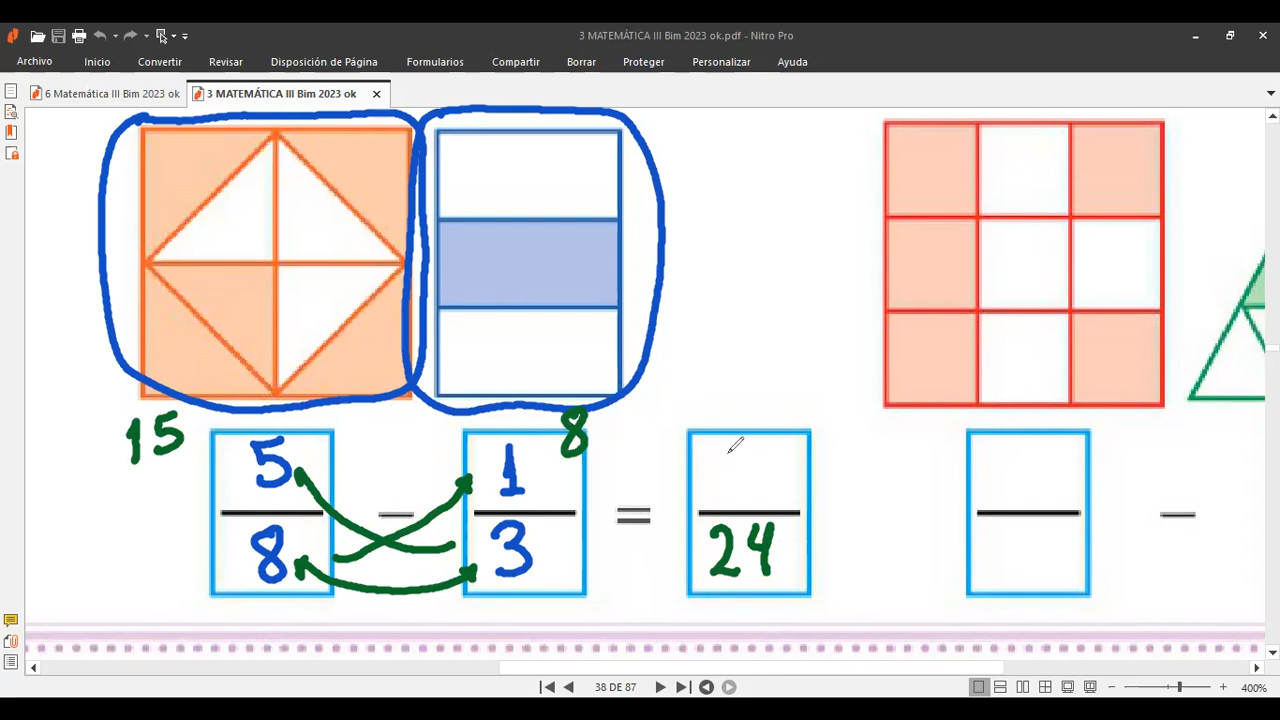 3 MATEMÁTICA III Bim 2023 ok.pdf - Nitro Pro
Archivo Inicio Convertir Revisar Disposición de Página Formularios Compartir Borrar Proteger Personalizar Ayuda
6 Matemática III Bim 2023 ok 3 MATEMÁTICA III Bim 2023 ok
15 8
5 1
— =
8 3 24
38 DE 87
400%